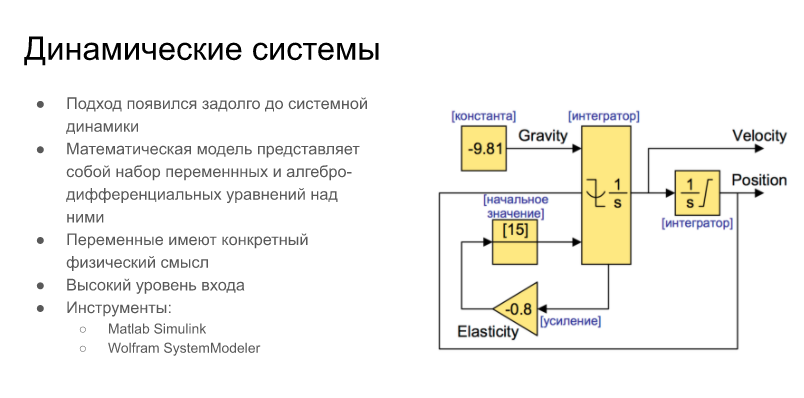 Динамические системы
● Подход появился задолго до системной
динамики
● Математическая модель представляет
собой набор переменнных и алгебро-
дифференциальных уравнений над
ними
● Переменные имеют конкретный
физический смысл
● Высокий уровень входа
● Инструменты:
○ Matlab Simulink
○ Wolfram SystemModeler
[константа]
[интегратор]
Gravity
-9.81
Velocity
1
s
1
s
Position
[интегратор]
[начальное
значение]
[15]
-0.8
[усиление]
Elasticity